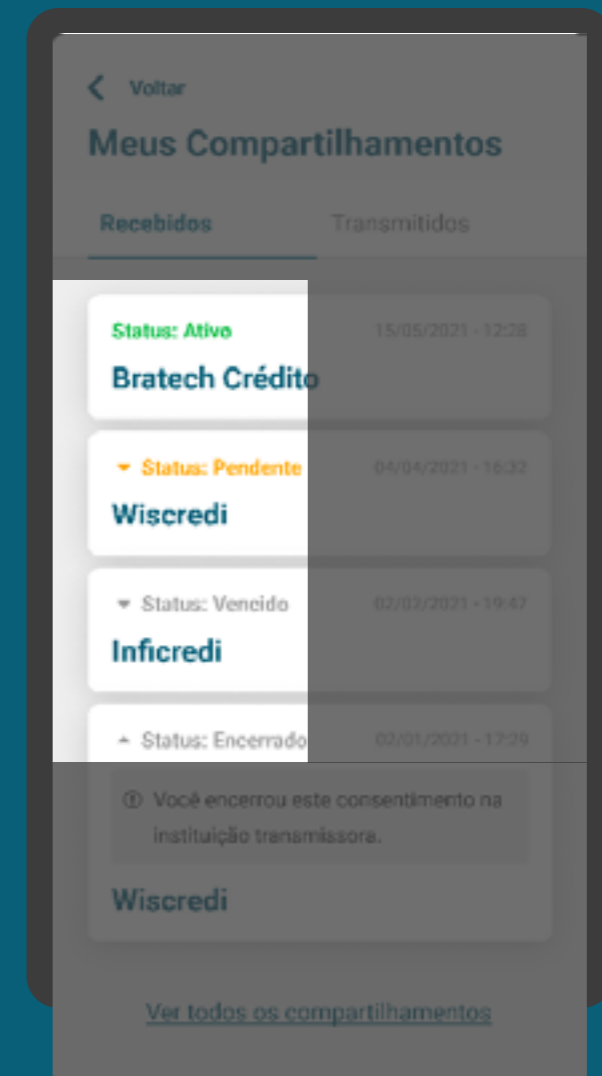 Voltar
Meus Compartilhamentos
Recebidos Transmitidos
Status: Ativo 15/05/2021 - 12:28
Bratech Crédito
Status: Pendente 04/04/2021 - 16:32
Wiscredi
Status: Vencido 02/02/2021 - 19:47
Inficredi
Status: Encerrado 02/01/2021 - 17:29
Você encerrou este consentimento na
instituição transmissora.
Wiscredi
Ver todos os compartilhamentos